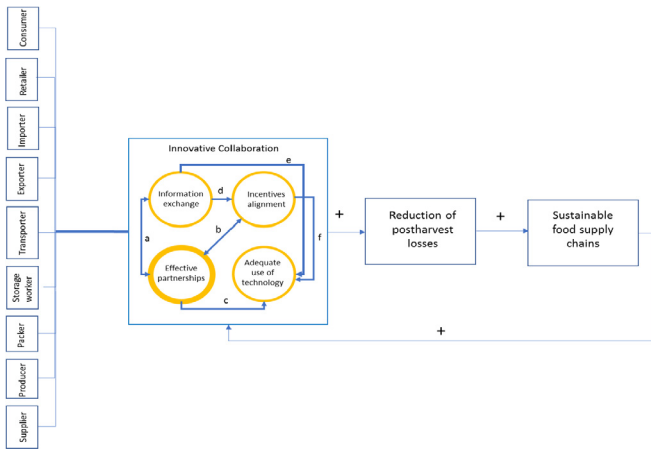 Consumer
Retailer
Importer
Exporter
Transporter
Storage
worker
Packer
Producer
Supplier
Innovative Collaboration
e
Information
exchange
d
Incentives
alignment
a
b
f
Effective
partnerships
Adequate
use of
technology
c
+
Reduction of
postharvest
losses
+
Sustainable
food supply
chains
+